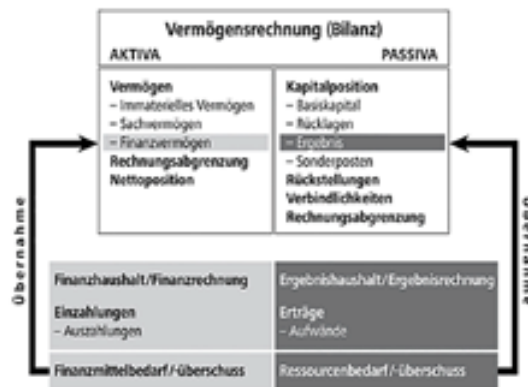 Vermögensrechnung (Bilanz)
AKTIVA PASSIVA
Vermögen
– Immaterielles Vermögen
– Sachvermögen
– Finanzvermögen
Rechnungsabgrenzung
Nettoposition
Kapitalposition
– Basiskapital
– Rücklagen
– Ergebnis
– Sonderposten
Rückstellungen
Verbindlichkeiten
Rechnungsabgrenzung
Übernahme
Übernahme
Finanzhaushalt/Finanzrechnung
Einzahlungen
– Auszahlungen
Finanzmittelbedarf/-überschuss
Ergebnishaushalt/Ergebnisrechnung
Erträge
– Aufwände
Ressourcenbedarf/-überschuss